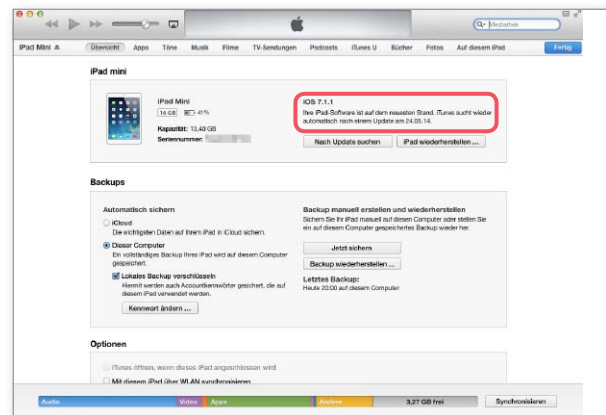 Mediathek
iPad Mini
Übersicht Apps Töne Musik Filme TV-Sendungen Podcasts iTunes U Bücher Fotos Auf diesem iPad
Fertig
iPad mini
iPad Mini
16 GB 41%
Kapazität: 13,40 GB
Seriennummer:
iOS 7.1.1
Ihre iPad-Software ist auf dem neuesten Stand. iTunes sucht wieder
automatisch nach einem Update am 24.05.14.
Nach Update suchen
iPad wiederherstellen ...
Backups
Automatisch sichern
iCloud
Die wichtigsten Daten auf Ihrem iPad in iCloud sichern.
Dieser Computer
Ein vollständiges Backup Ihres iPad wird auf diesem Computer
gespeichert.
Lokales Backup verschlüsseln
Hiermit werden auch Accountkennwörter gesichert, die auf
diesem iPad verwendet werden.
Kennwort ändern ...
Backup manuell erstellen und wiederherstellen
Sichern Sie Ihr iPad manuell auf diesen Computer oder stellen Sie
ein auf diesem Computer gespeichertes Backup wieder her.
Jetzt sichern
Backup wiederherstellen ...
Letztes Backup:
Heute 20:00 auf diesem Computer
Optionen
iTunes öffnen, wenn dieses iPad angeschlossen wird
Mit diesem iPad über WLAN synchronisieren
Audio Video Apps Andere 3,27 GB frei
Synchronisieren